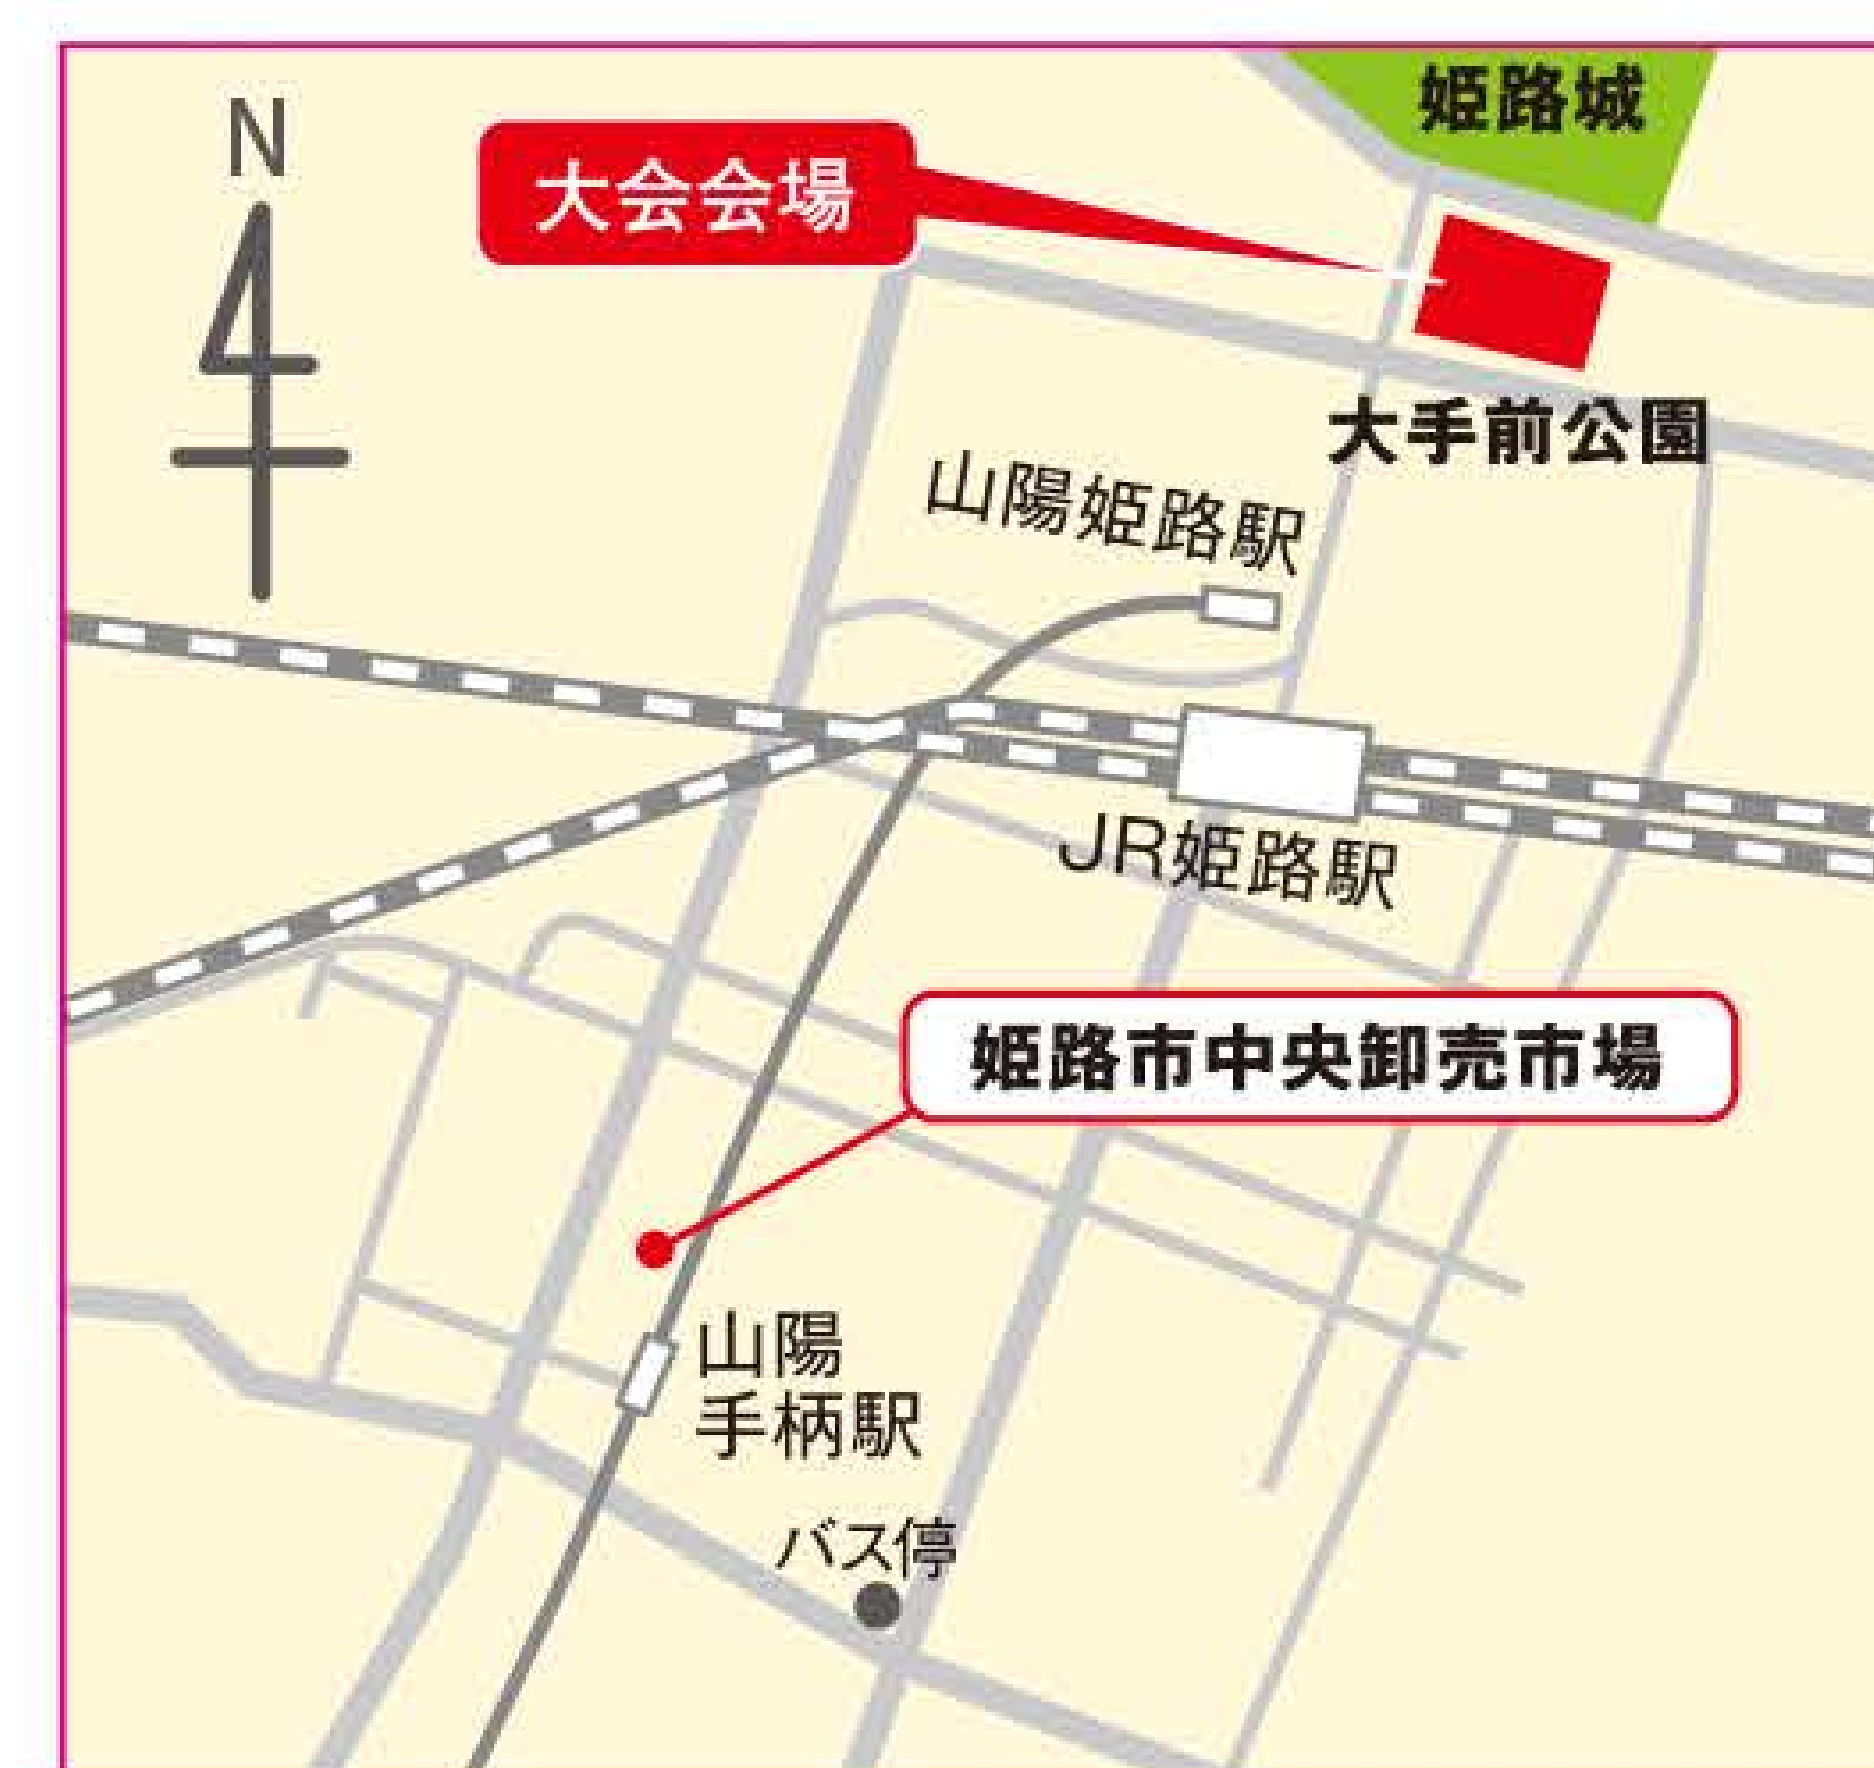 姫路城
N
大会会場
大手前公園
山陽姫路駅
JR姫路駅
姫路市中央卸売市場
山陽
手柄駅
バス停